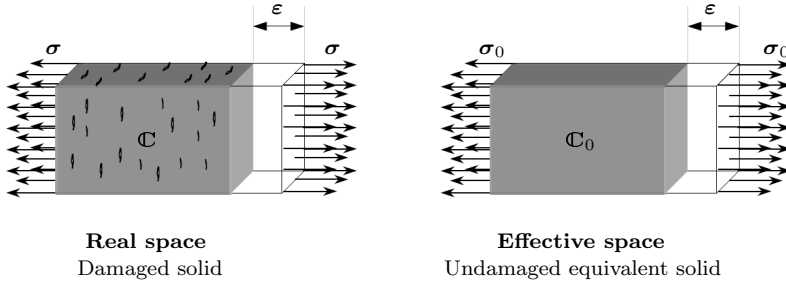 ε
σ
σ
ℂ
Real space
Damaged solid
ε
σ₀
σ₀
ℂ₀
Effective space
Undamaged equivalent solid